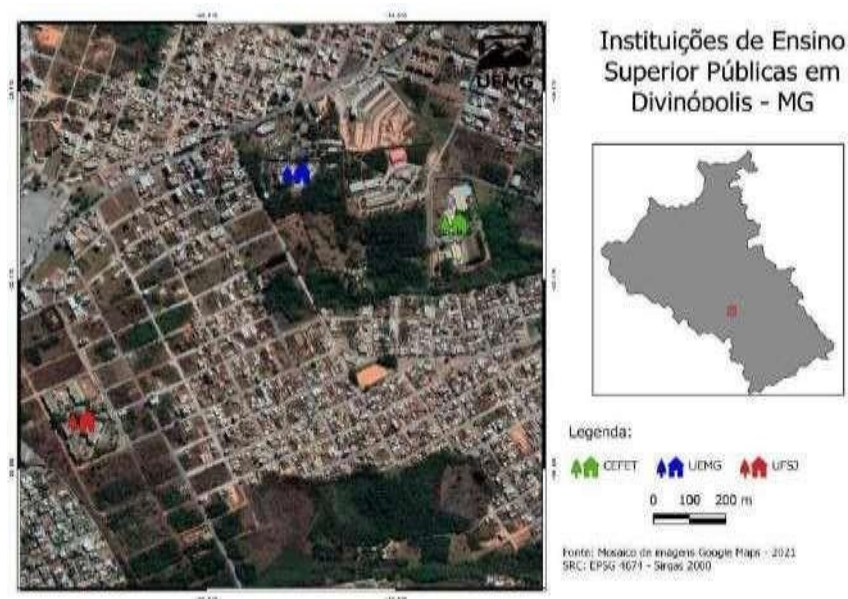 Instituições de Ensino
Superior Públicas em
Divinópolis - MG
UEMG
Legenda:
CEFET UEMG UFSJ
0 100 200 m
Fonte: Mosaico de imagens Google Maps - 2021
SRC: EPSG 4674 - Sirgas 2000